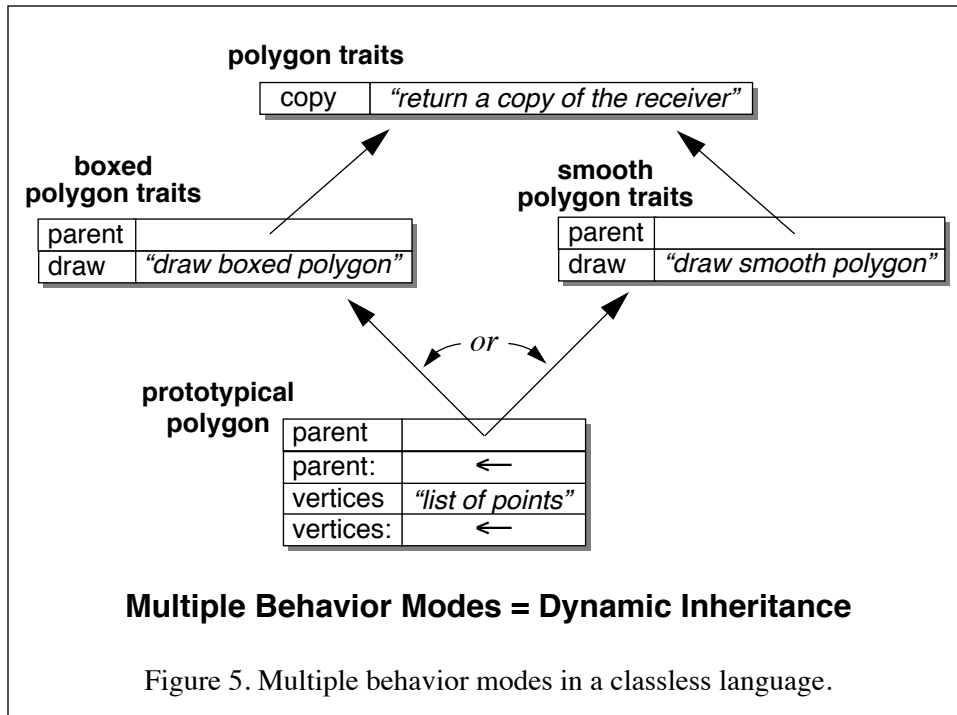 polygon traits
copy “return a copy of the receiver”
boxed
polygon traits
parent
draw “draw boxed polygon”
smooth
polygon traits
parent
draw “draw smooth polygon”
or
prototypical
polygon
parent
parent: ←
vertices “list of points”
vertices: ←
Multiple Behavior Modes = Dynamic Inheritance
Figure 5. Multiple behavior modes in a classless language.